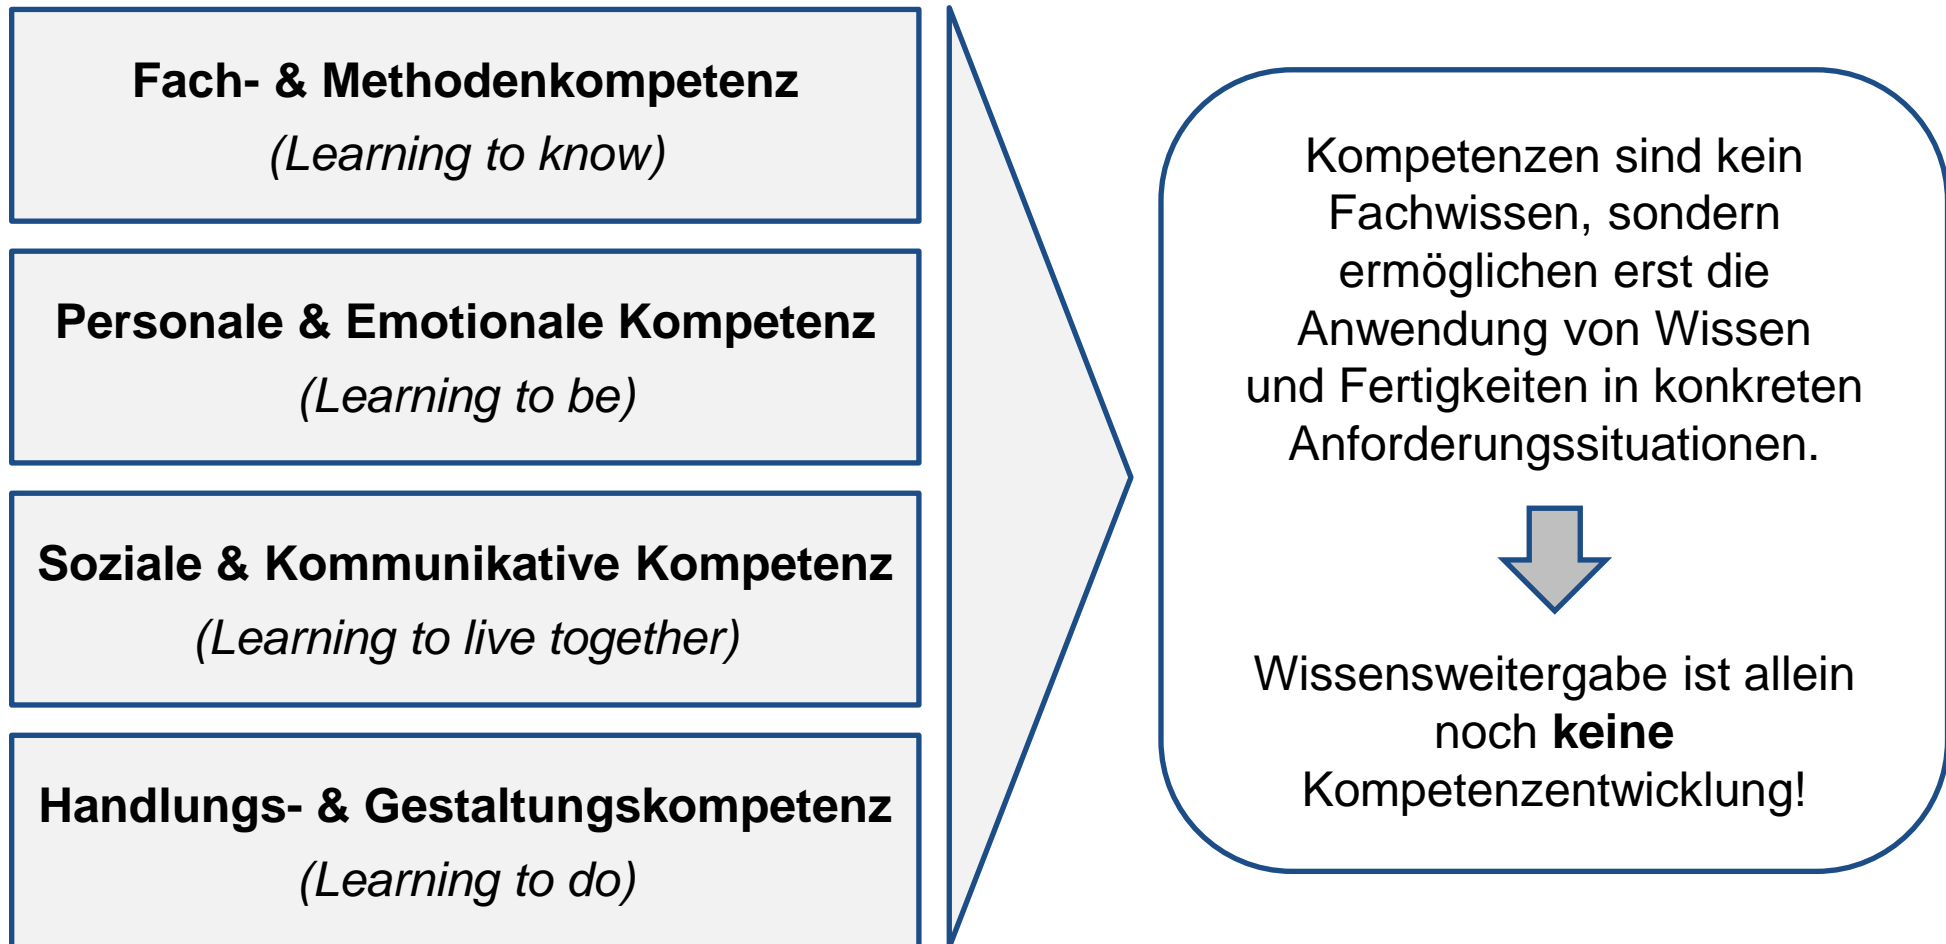 Fach- & Methodenkompetenz
(Learning to know)
Personale & Emotionale Kompetenz
(Learning to be)
Soziale & Kommunikative Kompetenz
(Learning to live together)
Handlungs- & Gestaltungskompetenz
(Learning to do)
Kompetenzen sind kein
Fachwissen, sondern
ermöglichen erst die
Anwendung von Wissen
und Fertigkeiten in konkreten
Anforderungssituationen.
Wissensweitergabe ist allein
noch keine
Kompetenzentwicklung!